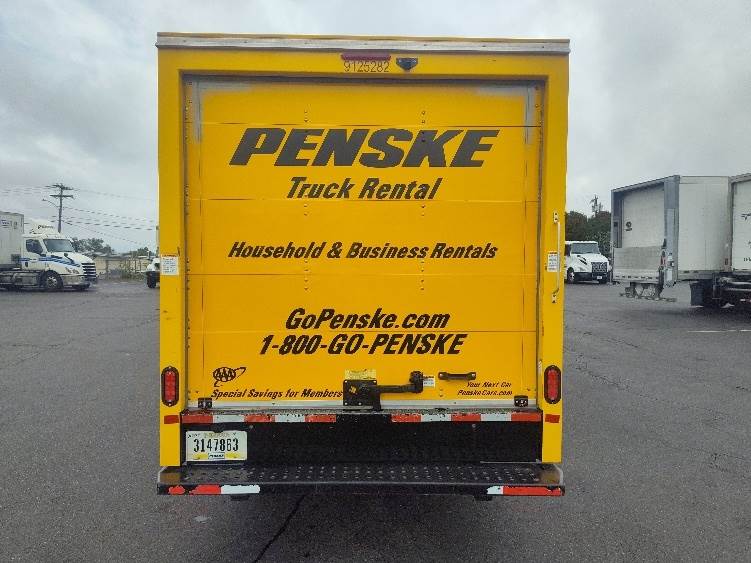 9125282
PENSKE
Truck Rental
Household & Business Rentals
GoPenske.com
1-800-GO-PENSKE
AAA
Special Savings for Members
Your Next Car
PenskeCars.com
3147883